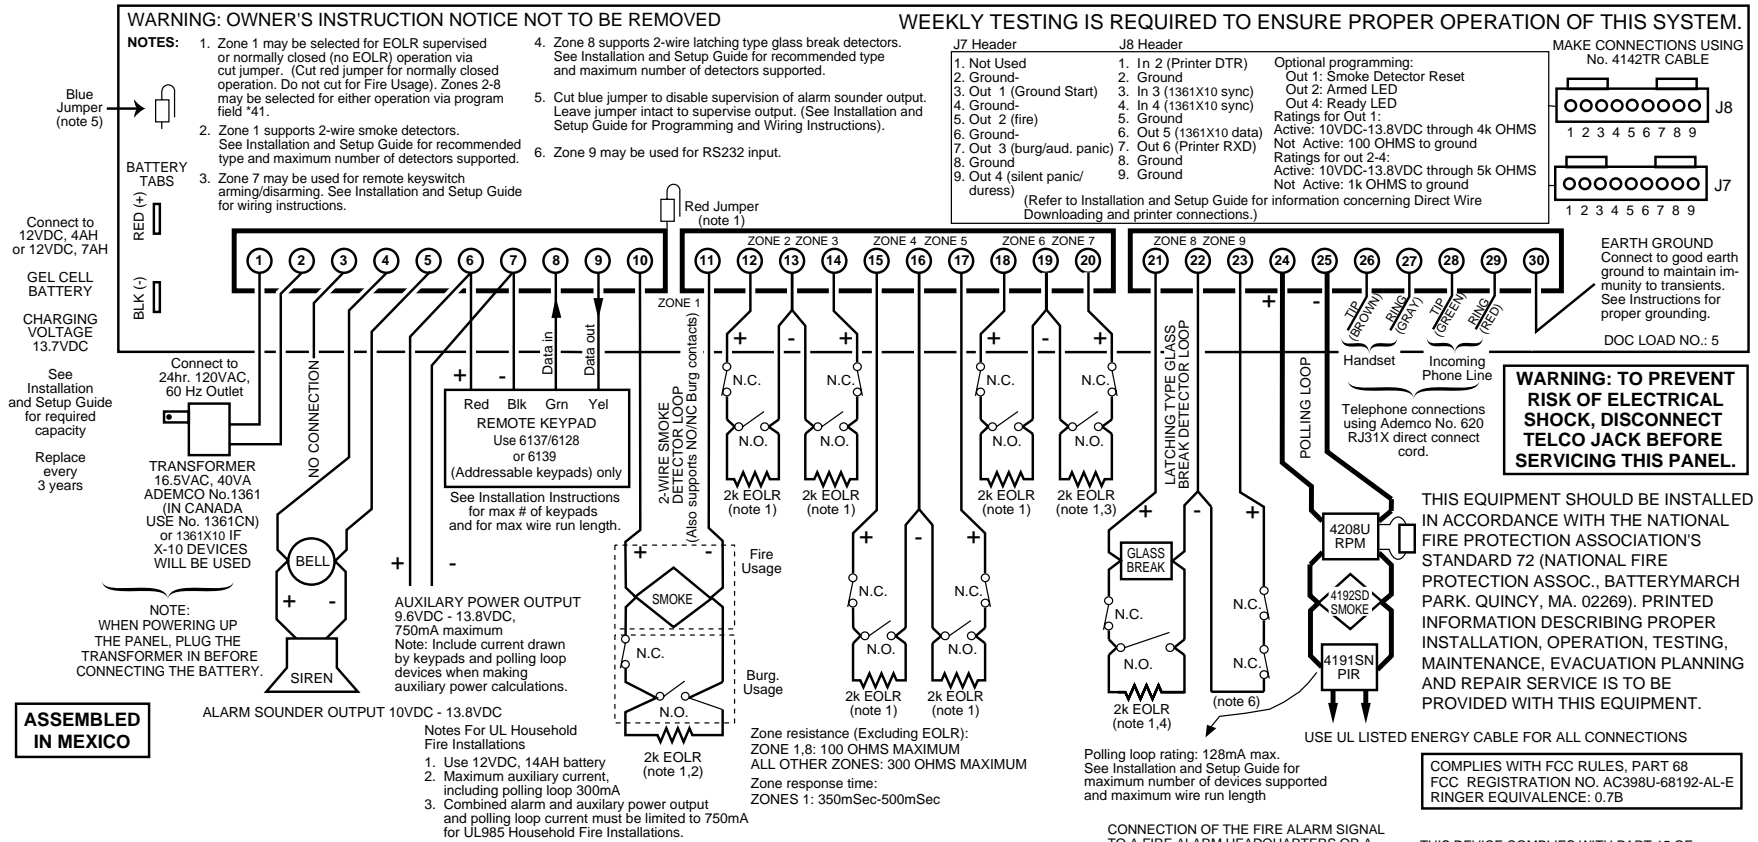 WARNING: OWNER'S INSTRUCTION NOTICE NOT TO BE REMOVED
WEEKLY TESTING IS REQUIRED TO ENSURE PROPER OPERATION OF THIS SYSTEM.
NOTES:
1. Zone 1 may be selected for EOLR supervised
or normally closed (no EOLR) operation via
cut jumper. (Cut red jumper for normally closed
operation. Do not cut for Fire Usage). Zones 2-8
may be selected for either operation via program
field *41.
2. Zone 1 supports 2-wire smoke detectors.
See Installation and Setup Guide for recommended
type and maximum number of detectors supported.
3. Zone 7 may be used for remote keyswitch
arming/disarming. See Installation and Setup Guide
for wiring instructions.
4. Zone 8 supports 2-wire latching type glass break detectors.
See Installation and Setup Guide for recommended type
and maximum number of detectors supported.
5. Cut blue jumper to disable supervision of alarm sounder output.
Leave jumper intact to supervise output. (See Installation and
Setup Guide for Programming and Wiring Instructions).
6. Zone 9 may be used for RS232 input.
J7 Header
1. Not Used
2. Ground-
3. Out 1 (Ground Start)
4. Ground-
5. Out 2 (fire)
6. Ground-
7. Out 3 (burg/aud. panic)
8. Ground
9. Out 4 (silent panic/
duress)
J8 Header
1. In 2 (Printer DTR)
2. Ground
3. In 3 (1361X10 sync)
4. In 4 (1361X10 sync)
5. Ground
6. Out 5 (1361X10 data)
7. Out 6 (Printer RXD)
8. Ground
9. Ground
Optional programming:
Out 1: Smoke Detector Reset
Out 2: Armed LED
Out 4: Ready LED
Ratings for Out 1:
Active: 10VDC-13.8VDC through 4k OHMS
Not Active: 100 OHMS to ground
Ratings for out 2-4:
Active: 10VDC-13.8VDC through 5k OHMS
Not Active: 1k OHMS to ground
(Refer to Installation and Setup Guide for information concerning Direct Wire
Downloading and printer connections.)
MAKE CONNECTIONS USING
No. 4142TR CABLE
J8
1 2 3 4 5 6 7 8 9
J7
1 2 3 4 5 6 7 8 9
Blue
Jumper
(note 5)
BATTERY
TABS
RED (+)
BLK (-)
Connect to
12VDC, 4AH
or 12VDC, 7AH
GEL CELL
BATTERY
CHARGING
VOLTAGE
13.7VDC
See
Installation
and Setup Guide
for required
capacity
Replace
every
3 years
Red Jumper
(note 1)
ZONE 2 ZONE 3 ZONE 4 ZONE 5 ZONE 6 ZONE 7 ZONE 8 ZONE 9
1 2 3 4 5 6 7 8 9 10 11 12 13 14 15 16 17 18 19 20 21 22 23 24 25 26 27 28 29 30
ZONE 1
EARTH GROUND
Connect to good earth
ground to maintain im-
munity to transients.
See Instructions for
proper grounding.
DOC LOAD NO.: 5
Connect to
24hr. 120VAC,
60 Hz Outlet
TRANSFORMER
16.5VAC, 40VA
ADEMCO No.1361
(IN CANADA
USE No. 1361CN)
or 1361X10 IF
X-10 DEVICES
WILL BE USED
NOTE:
WHEN POWERING UP
THE PANEL, PLUG THE
TRANSFORMER IN BEFORE
CONNECTING THE BATTERY.
ASSEMBLED
IN MEXICO
NO CONNECTION
BELL
+ -
SIREN
ALARM SOUNDER OUTPUT 10VDC - 13.8VDC
+ -
Data in
Data out
Red Blk Grn Yel
REMOTE KEYPAD
Use 6137/6128
or 6139
(Addressable keypads) only
See Installation Instructions
for max # of keypads
and for max wire run length.
+ -
AUXILARY POWER OUTPUT
9.6VDC - 13.8VDC,
750mA maximum
Note: Include current drawn
by keypads and polling loop
devices when making
auxiliary power calculations.
Notes For UL Household
Fire Installations
1. Use 12VDC, 14AH battery
2. Maximum auxiliary current,
including polling loop 300mA
3. Combined alarm and auxilary power output
and polling loop current must be limited to 750mA
for UL985 Household Fire Installations.
2-WIRE SMOKE
DETECTOR LOOP
(Also supports NO/NC Burg contacts)
+ -
Fire
Usage
SMOKE
N.C.
Burg.
Usage
N.O.
2k EOLR
(note 1,2)
+ - +
N.C. N.C.
N.O. N.O.
2k EOLR
(note 1)
2k EOLR
(note 1)
+ - +
N.C. N.C.
N.O. N.O.
2k EOLR
(note 1)
2k EOLR
(note 1)
+ - +
N.C. N.C.
N.O. N.O.
2k EOLR
(note 1)
2k EOLR
(note 1,3)
Zone resistance (Excluding EOLR):
ZONE 1,8: 100 OHMS MAXIMUM
ALL OTHER ZONES: 300 OHMS MAXIMUM
Zone response time:
ZONES 1: 350mSec-500mSec
LATCHING TYPE GLASS
BREAK DETECTOR LOOP
+ - +
GLASS
BREAK
N.C.
N.O.
2k EOLR
(note 1,4)
N.C.
N.C.
(note 6)
+ -
POLLING LOOP
4208U
RPM
4192SD
SMOKE
4191SN
PIR
Polling loop rating: 128mA max.
See Installation and Setup Guide for
maximum number of devices supported
and maximum wire run length
TIP
(BROWN)
RING
(GRAY)
TIP
(GREEN)
RING
(RED)
Handset
Incoming
Phone Line
Telephone connections
using Ademco No. 620
RJ31X direct connect
cord.
WARNING: TO PREVENT
RISK OF ELECTRICAL
SHOCK, DISCONNECT
TELCO JACK BEFORE
SERVICING THIS PANEL.
THIS EQUIPMENT SHOULD BE INSTALLED
IN ACCORDANCE WITH THE NATIONAL
FIRE PROTECTION ASSOCIATION'S
STANDARD 72 (NATIONAL FIRE
PROTECTION ASSOC., BATTERYMARCH
PARK. QUINCY, MA. 02269). PRINTED
INFORMATION DESCRIBING PROPER
INSTALLATION, OPERATION, TESTING,
MAINTENANCE, EVACUATION PLANNING
AND REPAIR SERVICE IS TO BE
PROVIDED WITH THIS EQUIPMENT.
USE UL LISTED ENERGY CABLE FOR ALL CONNECTIONS
COMPLIES WITH FCC RULES, PART 68
FCC REGISTRATION NO. AC398U-68192-AL-E
RINGER EQUIVALENCE: 0.7B
CONNECTION OF THE FIRE ALARM SIGNAL